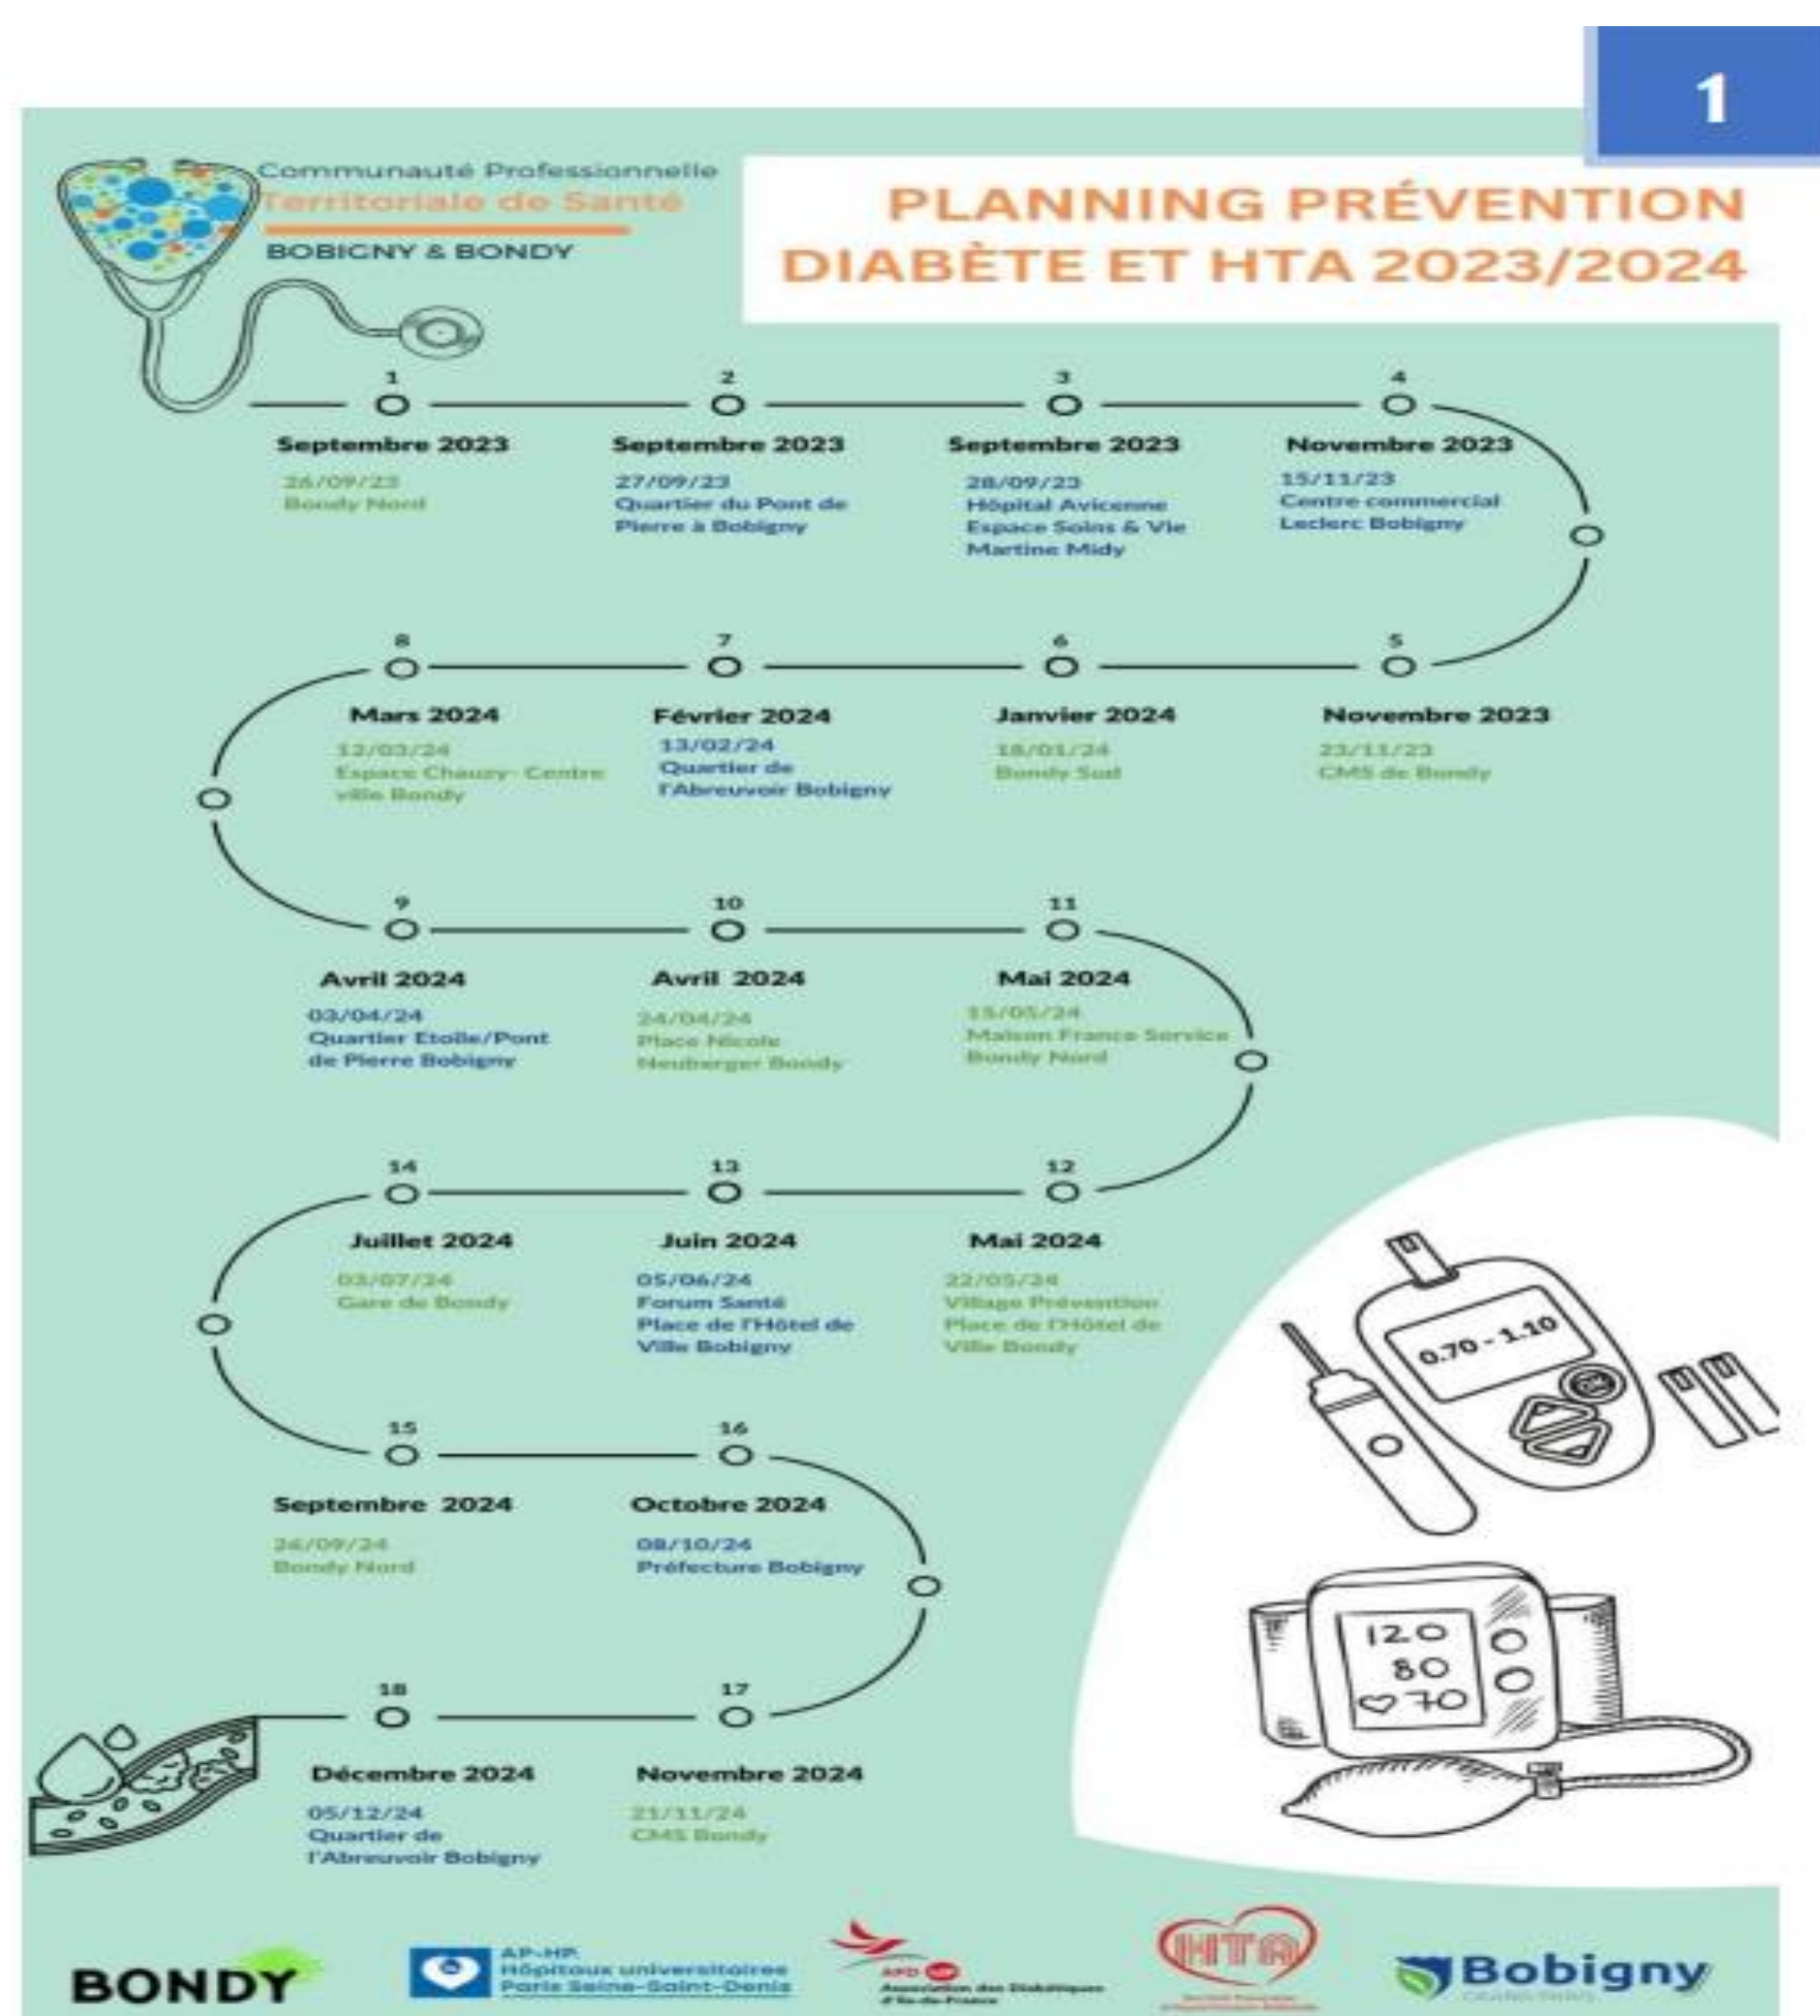 1
Communauté Professionnelle
Territoriale de Santé
BOBIGNY & BONDY
PLANNING PRÉVENTION
DIABÈTE ET HTA 2023/2024
1
Septembre 2023
26/09/23
Bondy Nord
2
Septembre 2023
27/09/23
Quartier du Pont de
Pierre à Bobigny
3
Septembre 2023
28/09/23
Hôpital Avicenne
Espace Soins & Vie
Martine Midy
4
Novembre 2023
15/11/23
Centre commercial
Leclerc Bobigny
5
Novembre 2023
23/11/23
CMS de Bondy
6
Janvier 2024
18/01/24
Bondy Sud
7
Février 2024
13/02/24
Quartier de
l'Abreuvoir Bobigny
8
Mars 2024
12/03/24
Espace Chauzy- Centre
ville Bondy
9
Avril 2024
03/04/24
Quartier Etoile/Pont
de Pierre Bobigny
10
Avril 2024
24/04/24
Place Nicole
Neuberger Bondy
11
Mai 2024
15/05/24
Maison France Service
Bondy Nord
12
Mai 2024
22/05/24
Village Prévention
Place de l'Hôtel de
Ville Bondy
13
Juin 2024
05/06/24
Forum Santé
Place de l'Hôtel de
Ville Bobigny
14
Juillet 2024
03/07/24
Gare de Bondy
15
Septembre 2024
26/09/24
Bondy Nord
16
Octobre 2024
08/10/24
Préfecture Bobigny
17
Novembre 2024
21/11/24
CMS Bondy
18
Décembre 2024
05/12/24
Quartier de
l'Abreuvoir Bobigny
0.70 - 1.10
120
80
70
BONDY
AP-HP.
Hôpitaux universitaires
Paris Seine-Saint-Denis
AFD
Association des Diabétiques
d'Ile-de-France
HTA
Bobigny